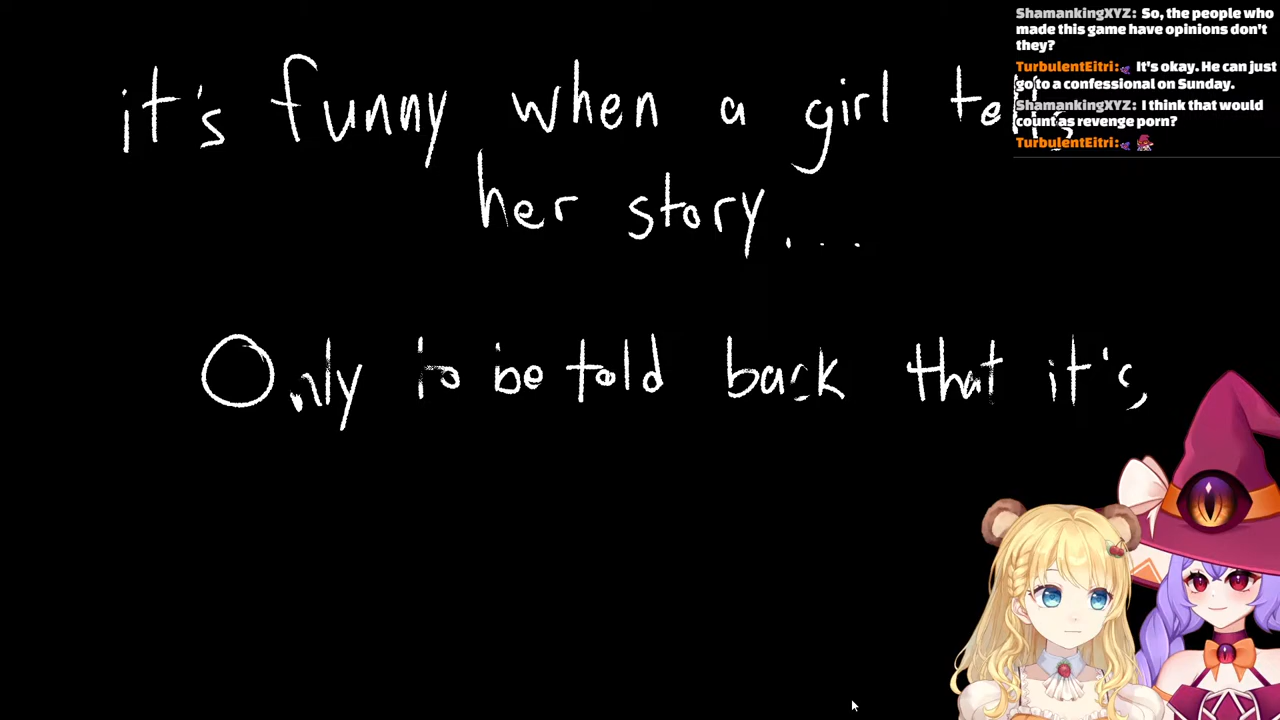 ShamankingXYZ: So, the people who
made this game have opinions don't
they?
TurbulentEitri: It's okay. He can just
go to a confessional on Sunday.
ShamankingXYZ: I think that would
count as revenge porn?
TurbulentEitri:
it's funny when a girl tells
her story...
Only to be told back that it's,